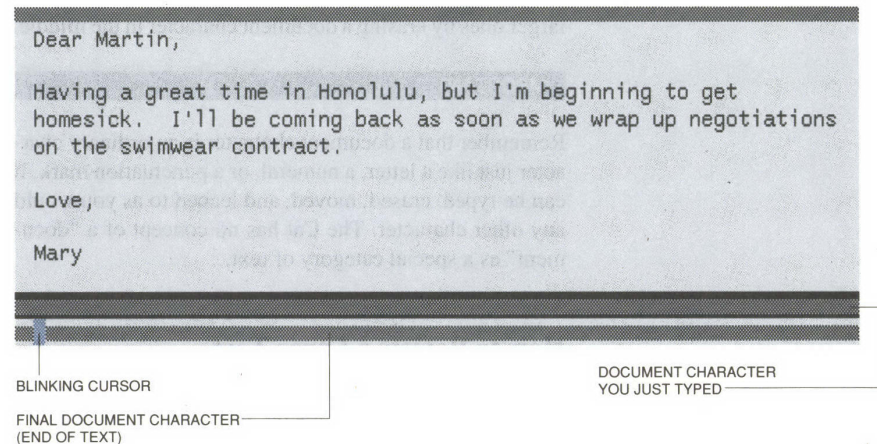 Dear Martin,
Having a great time in Honolulu, but I'm beginning to get
homesick.  I'll be coming back as soon as we wrap up negotiations
on the swimwear contract.
Love,
Mary
BLINKING CURSOR
FINAL DOCUMENT CHARACTER
(END OF TEXT)
DOCUMENT CHARACTER
YOU JUST TYPED